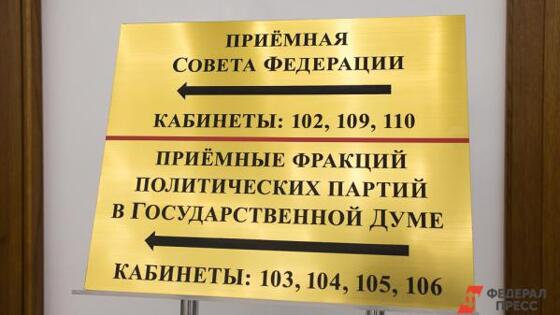 ПРИЁМНАЯ
СОВЕТА ФЕДЕРАЦИИ
КАБИНЕТЫ: 102, 109, 110
ПРИЁМНЫЕ ФРАКЦИЙ
ПОЛИТИЧЕСКИХ ПАРТИЙ
В ГОСУДАРСТВЕННОЙ ДУМЕ
КАБИНЕТЫ: 103, 104, 105, 106
ФЕДЕРАЛ
ПРЕСС